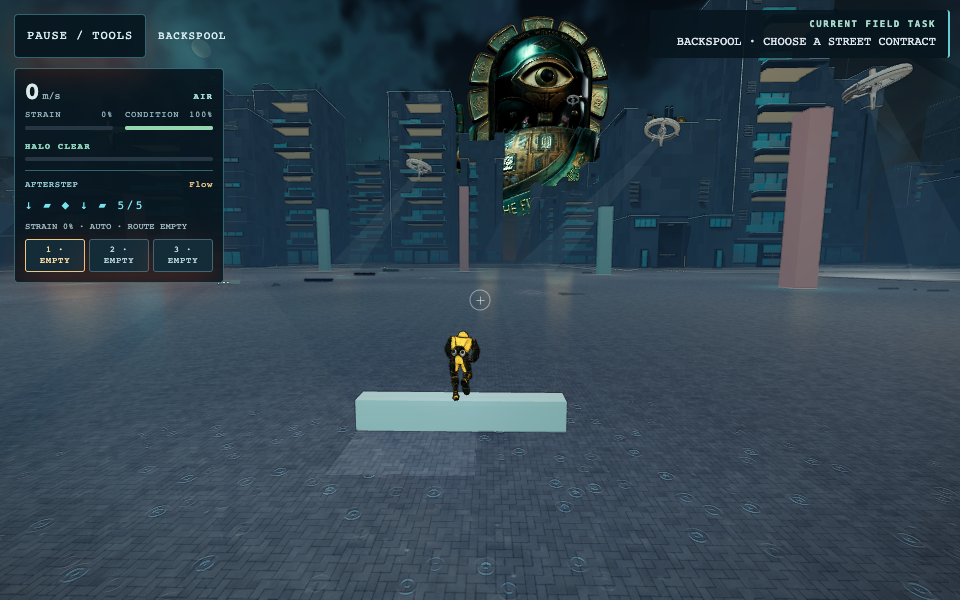 PAUSE / TOOLS
BACKSPOOL
CURRENT FIELD TASK
BACKSPOOL · CHOOSE A STREET CONTRACT
0 m/s
AIR
STRAIN 0%
CONDITION 100%
HALO CLEAR
AFTERSTEP
Flow
5/5
STRAIN 0% · AUTO · ROUTE EMPTY
1 · EMPTY
2 · EMPTY
3 · EMPTY